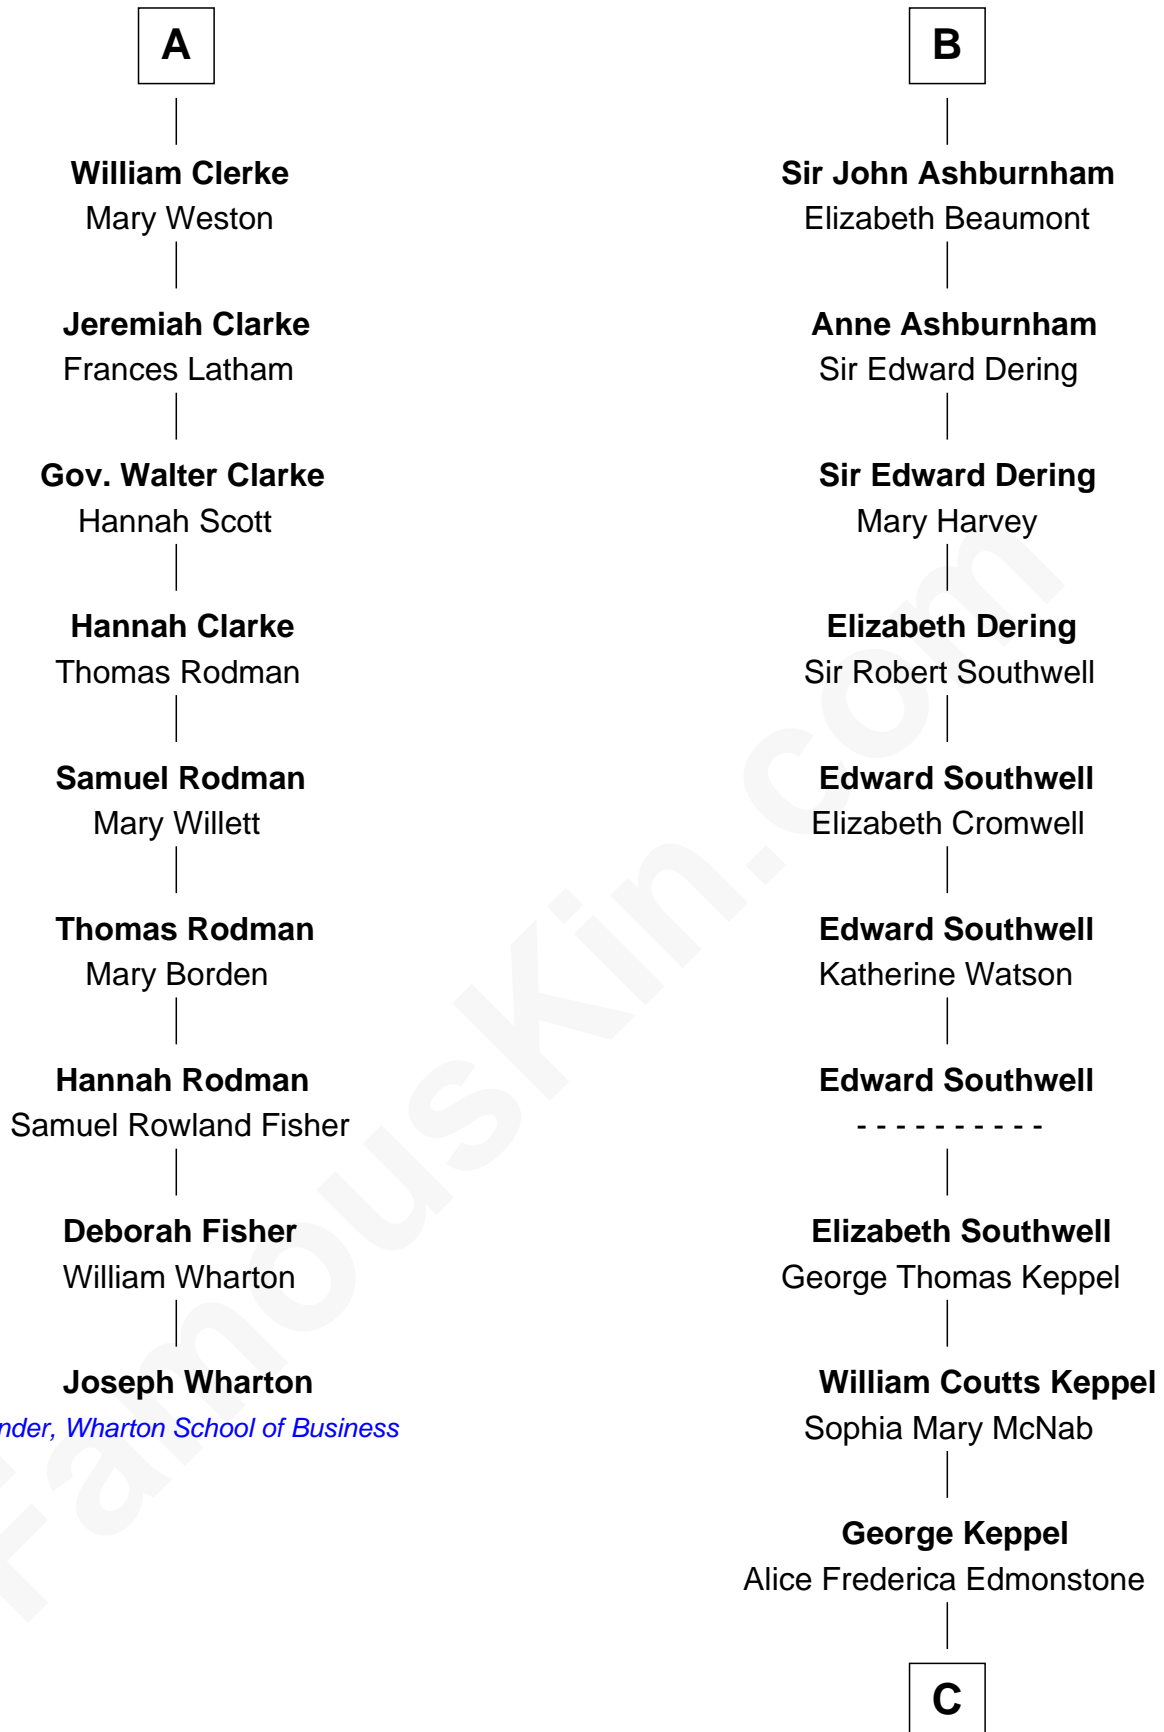 A
William Clerke
Mary Weston
Jeremiah Clarke
Frances Latham
Gov. Walter Clarke
Hannah Scott
Hannah Clarke
Thomas Rodman
Samuel Rodman
Mary Willett
Thomas Rodman
Mary Borden
Hannah Rodman
Samuel Rowland Fisher
Deborah Fisher
William Wharton
Joseph Wharton
nder, Wharton School of Business
B
Sir John Ashburnham
Elizabeth Beaumont
Anne Ashburnham
Sir Edward Dering
Sir Edward Dering
Mary Harvey
Elizabeth Dering
Sir Robert Southwell
Edward Southwell
Elizabeth Cromwell
Edward Southwell
Katherine Watson
Edward Southwell
- - - - - - - - - -
Elizabeth Southwell
George Thomas Keppel
William Coutts Keppel
Sophia Mary McNab
George Keppel
Alice Frederica Edmonstone
C
FamousKin.com